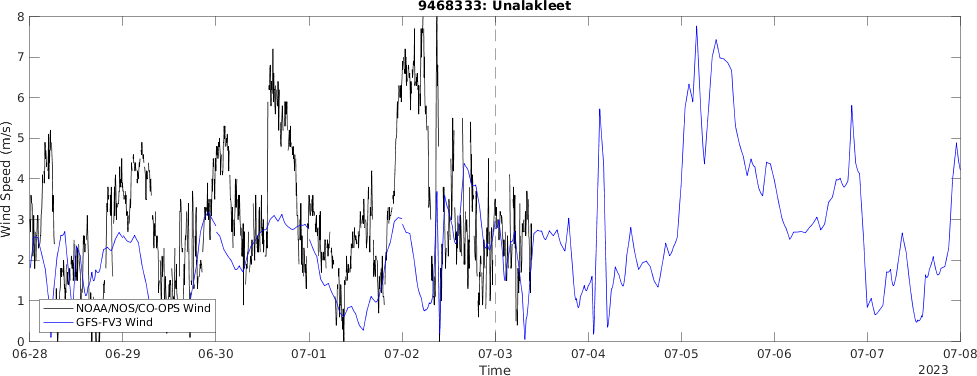 9468333: Unalakleet
8
7
6
5
4
3
2
1
0
Wind Speed (m/s)
NOAA/NOS/CO-OPS Wind
GFS-FV3 Wind
06-28 06-29 06-30 07-01 07-02 07-03 07-04 07-05 07-06 07-07 07-08
Time
2023